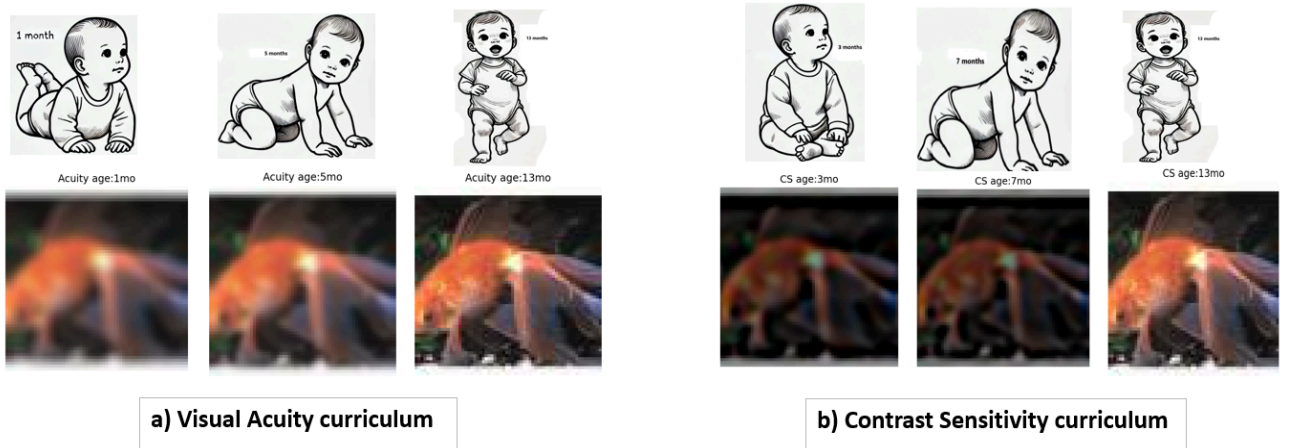 1 month
5 months
13 months
3 months
7 months
13 months
Acuity age:1mo
Acuity age:5mo
Acuity age:13mo
CS age:3mo
CS age:7mo
CS age:13mo
a) Visual Acuity curriculum
b) Contrast Sensitivity curriculum